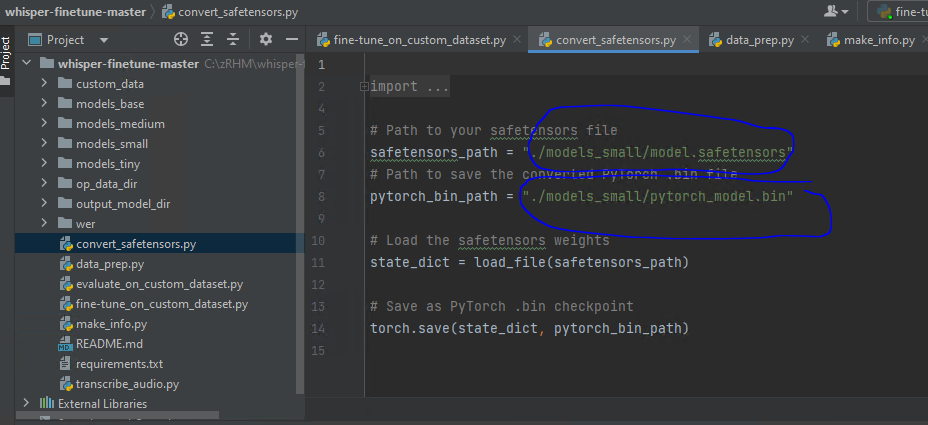 whisper-finetune-master convert_safetensors.py fine-tu
Project
Project
fine-tune_on_custom_dataset.py convert_safetensors.py data_prep.py make_info.py
whisper-finetune-master C:\zRHM\whisper-f
custom_data
models_base
models_medium
models_small
models_tiny
op_data_dir
output_model_dir
wer
convert_safetensors.py
data_prep.py
evaluate_on_custom_dataset.py
fine-tune_on_custom_dataset.py
make_info.py
README.md
requirements.txt
transcribe_audio.py
External Libraries
1
2 import ...
4
5 # Path to your safetensors file
6 safetensors_path = "./models_small/model.safetensors"
7 # Path to save the converted PyTorch .bin file
8 pytorch_bin_path = "./models_small/pytorch_model.bin"
9
10 # Load the safetensors weights
11 state_dict = load_file(safetensors_path)
12
13 # Save as PyTorch .bin checkpoint
14 torch.save(state_dict, pytorch_bin_path)
15